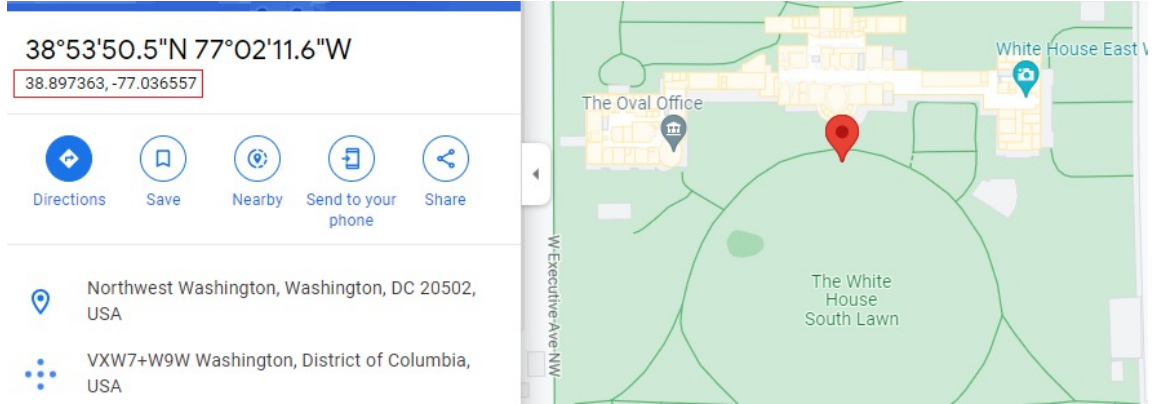 38°53'50.5"N 77°02'11.6"W
38.897363, -77.036557
Directions
Save
Nearby
Send to your
phone
Share
Northwest Washington, Washington, DC 20502,
USA
VXW7+W9W Washington, District of Columbia,
USA
White House East
The Oval Office
W Executive Ave NW
The White
House
South Lawn